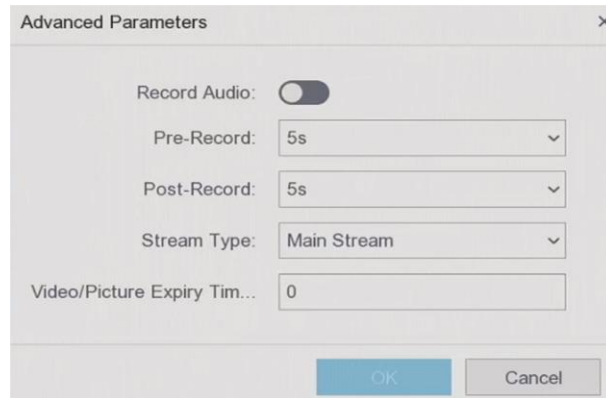 Advanced Parameters
Record Audio:
Pre-Record: 5s
Post-Record: 5s
Stream Type: Main Stream
Video/Picture Expiry Tim... 0
OK Cancel